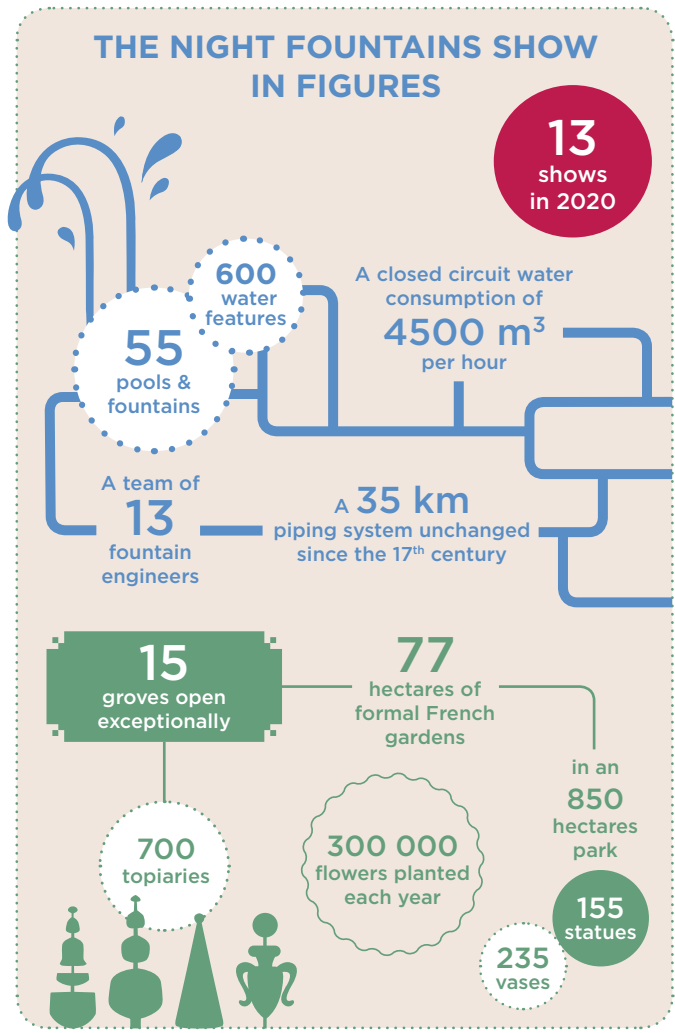 THE NIGHT FOUNTAINS SHOW
IN FIGURES
13
shows
in 2020
600
water
features
A closed circuit water
consumption of
4500 m³
per hour
55
pools &
fountains
A team of
13
fountain
engineers
A 35 km
piping system unchanged
since the 17th century
15
groves open
exceptionally
77
hectares of
formal French
gardens
in an
850
hectares
park
700
topiaries
300 000
flowers planted
each year
155
statues
235
vases